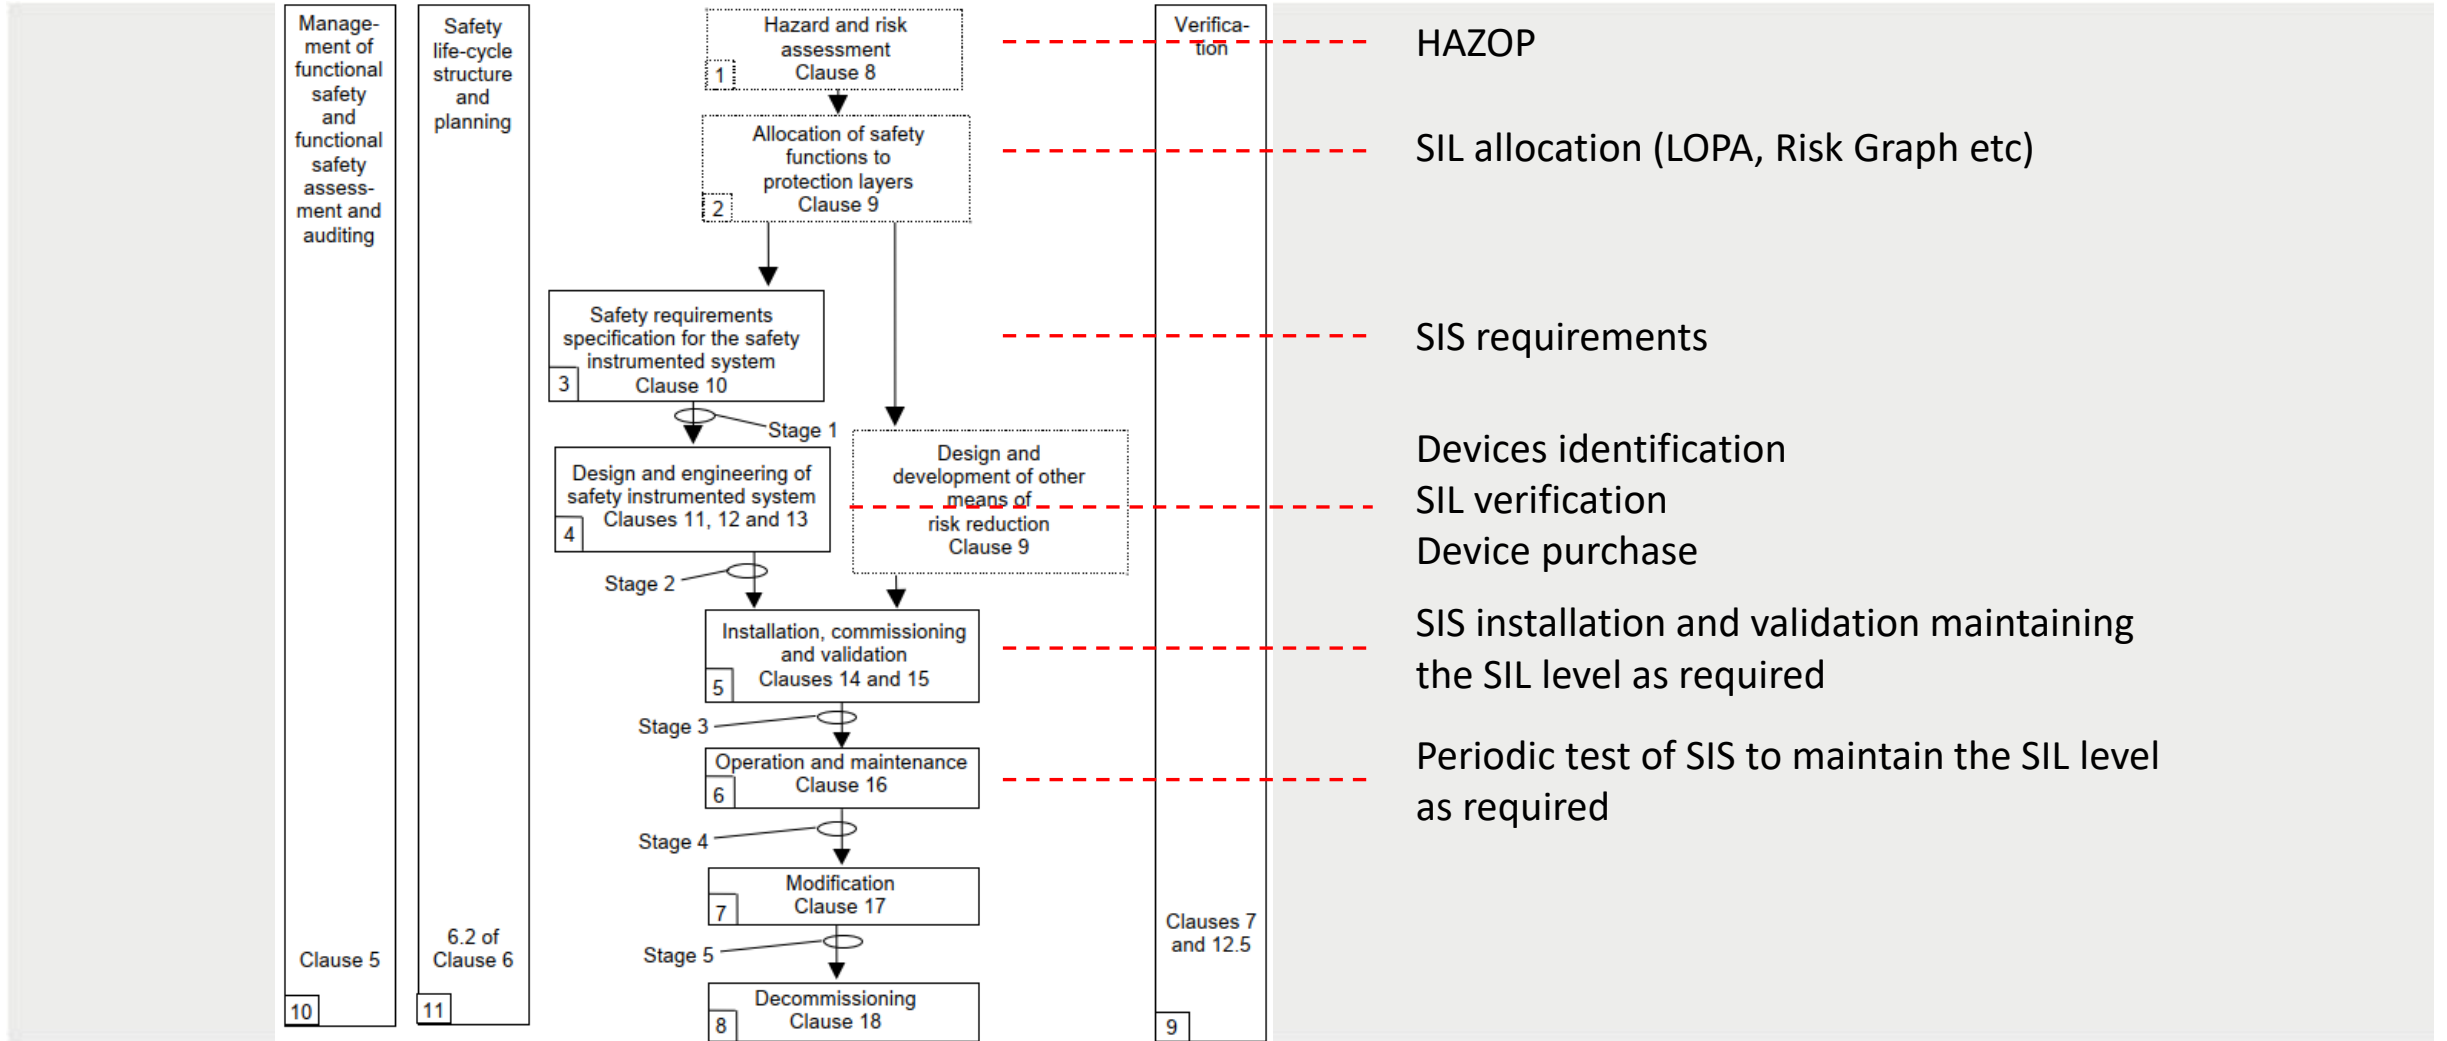 Manage-
ment of
functional
safety
and
functional
safety
assess-
ment and
auditing
Clause 5
10
Safety
life-cycle
structure
and
planning
6.2 of
Clause 6
11
Hazard and risk
assessment
Clause 8
1
Allocation of safety
functions to
protection layers
Clause 9
2
Safety requirements
specification for the safety
instrumented system
Clause 10
3
Stage 1
Design and engineering of
safety instrumented system
Clauses 11, 12 and 13
4
Design and
development of other
means of
risk reduction
Clause 9
Stage 2
Installation, commissioning
and validation
Clauses 14 and 15
5
Stage 3
Operation and maintenance
Clause 16
6
Stage 4
Modification
Clause 17
7
Stage 5
Decommissioning
Clause 18
8
Verifica-
tion
Clauses 7
and 12.5
9
HAZOP
SIL allocation (LOPA, Risk Graph etc)
SIS requirements
Devices identification
SIL verification
Device purchase
SIS installation and validation maintaining
the SIL level as required
Periodic test of SIS to maintain the SIL level
as required